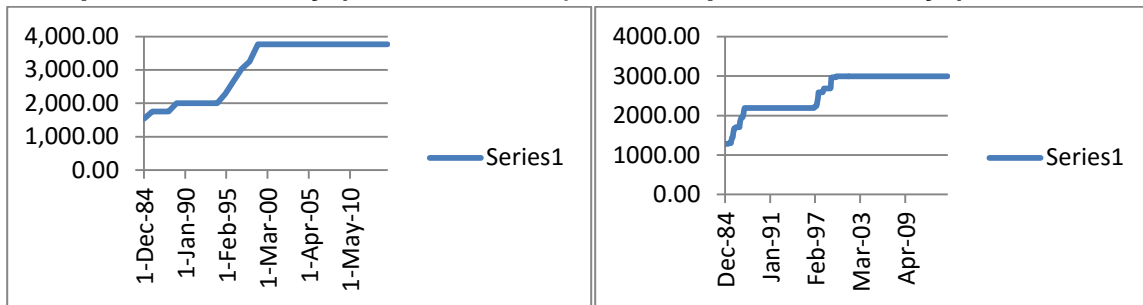 4,000.00
3,000.00
2,000.00
1,000.00
0.00
1-Dec-84
1-Jan-90
1-Feb-95
1-Mar-00
1-Apr-05
1-May-10
Series1
4000.00
3000.00
2000.00
1000.00
0.00
Dec-84
Jan-91
Feb-97
Mar-03
Apr-09
Series1